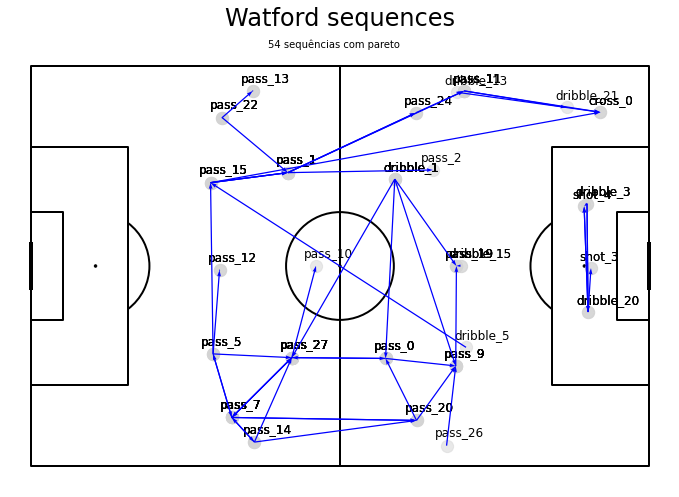 Watford sequences
54 sequências com pareto
pass_13
dribble_13
pass_11
dribble_21
cross_0
pass_22
pass_24
pass_1
pass_2
dribble_1
pass_15
dribble_3
shot_4
pass_12
pass_10
pass_19
dribble_15
shot_3
dribble_20
pass_5
pass_27
pass_0
dribble_5
pass_9
pass_7
pass_20
pass_14
pass_26